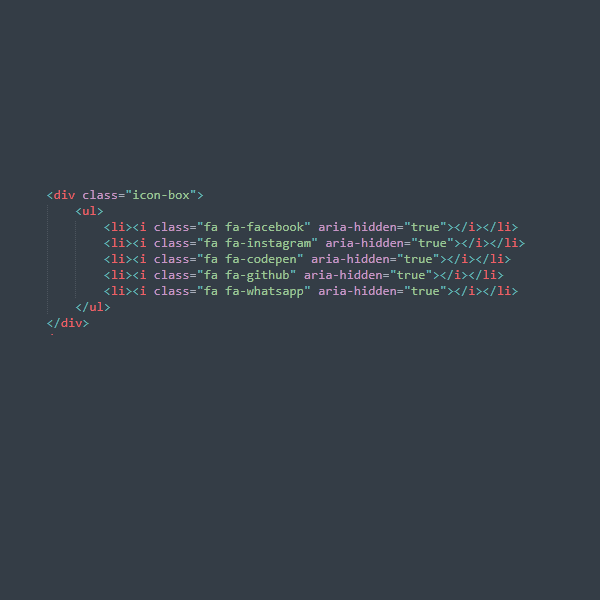 <div class="icon-box">
<ul>
<li><i class="fa fa-facebook" aria-hidden="true"></i></li>
<li><i class="fa fa-instagram" aria-hidden="true"></i></li>
<li><i class="fa fa-codepen" aria-hidden="true"></i></li>
<li><i class="fa fa-github" aria-hidden="true"></i></li>
<li><i class="fa fa-whatsapp" aria-hidden="true"></i></li>
</ul>
</div>